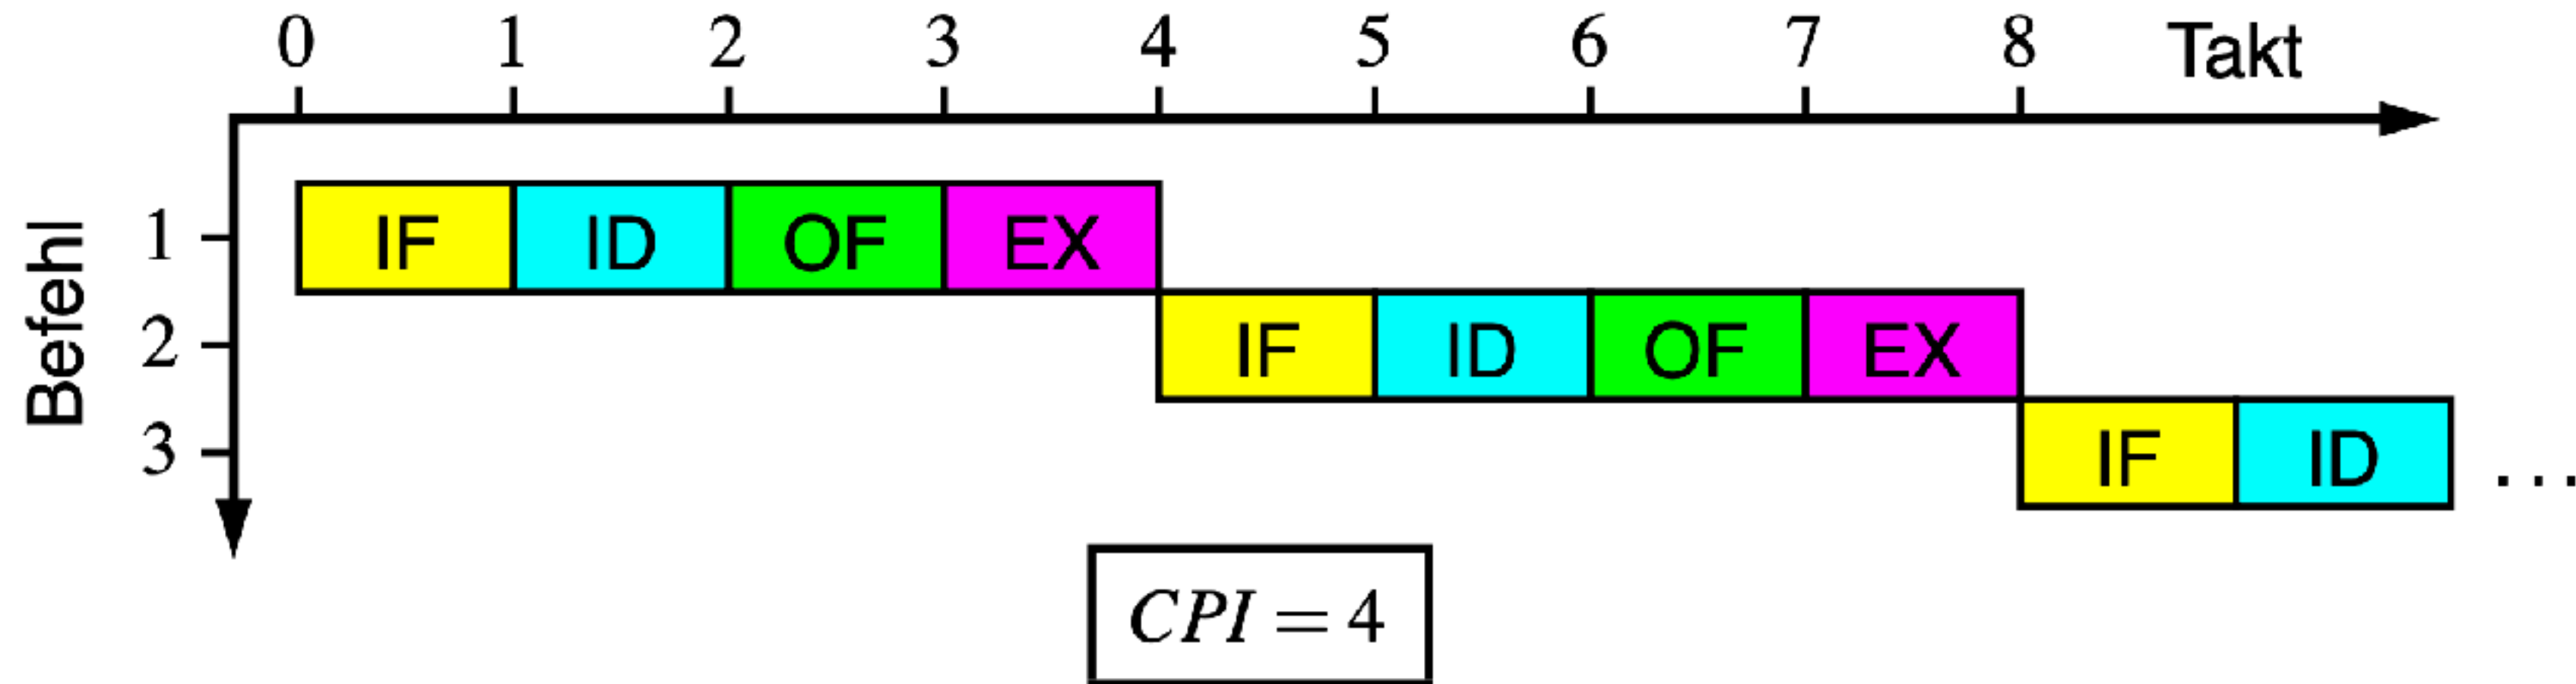 0 1 2 3 4 5 6 7 8 Takt
Befehl
1 IF ID OF EX
2 IF ID OF EX
3 IF ID ...
CPI = 4